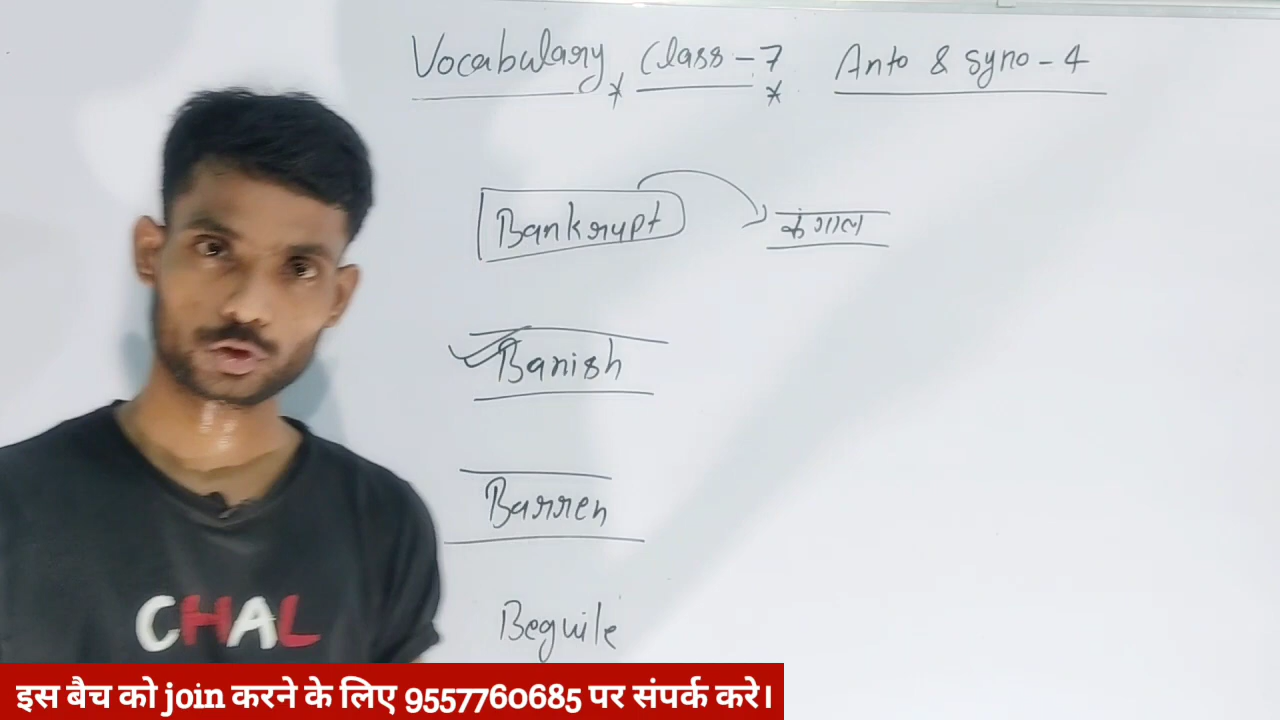 Vocabulary Class-7 Anto & Syno-4
Bankrupt कंगाल
Banish
Barren
Beguile
CHAL
इस बैच को join करने के लिए 9557760685 पर संपर्क करे।